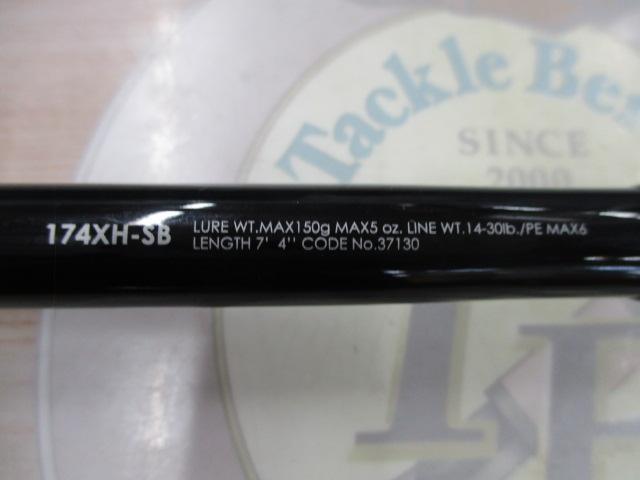 Tackle Be
SINCE
2000
174XH-SB LURE WT.MAX150g MAX5 oz. LINE WT.14-30lb./PE MAX6
LENGTH 7' 4'' CODE No.37130